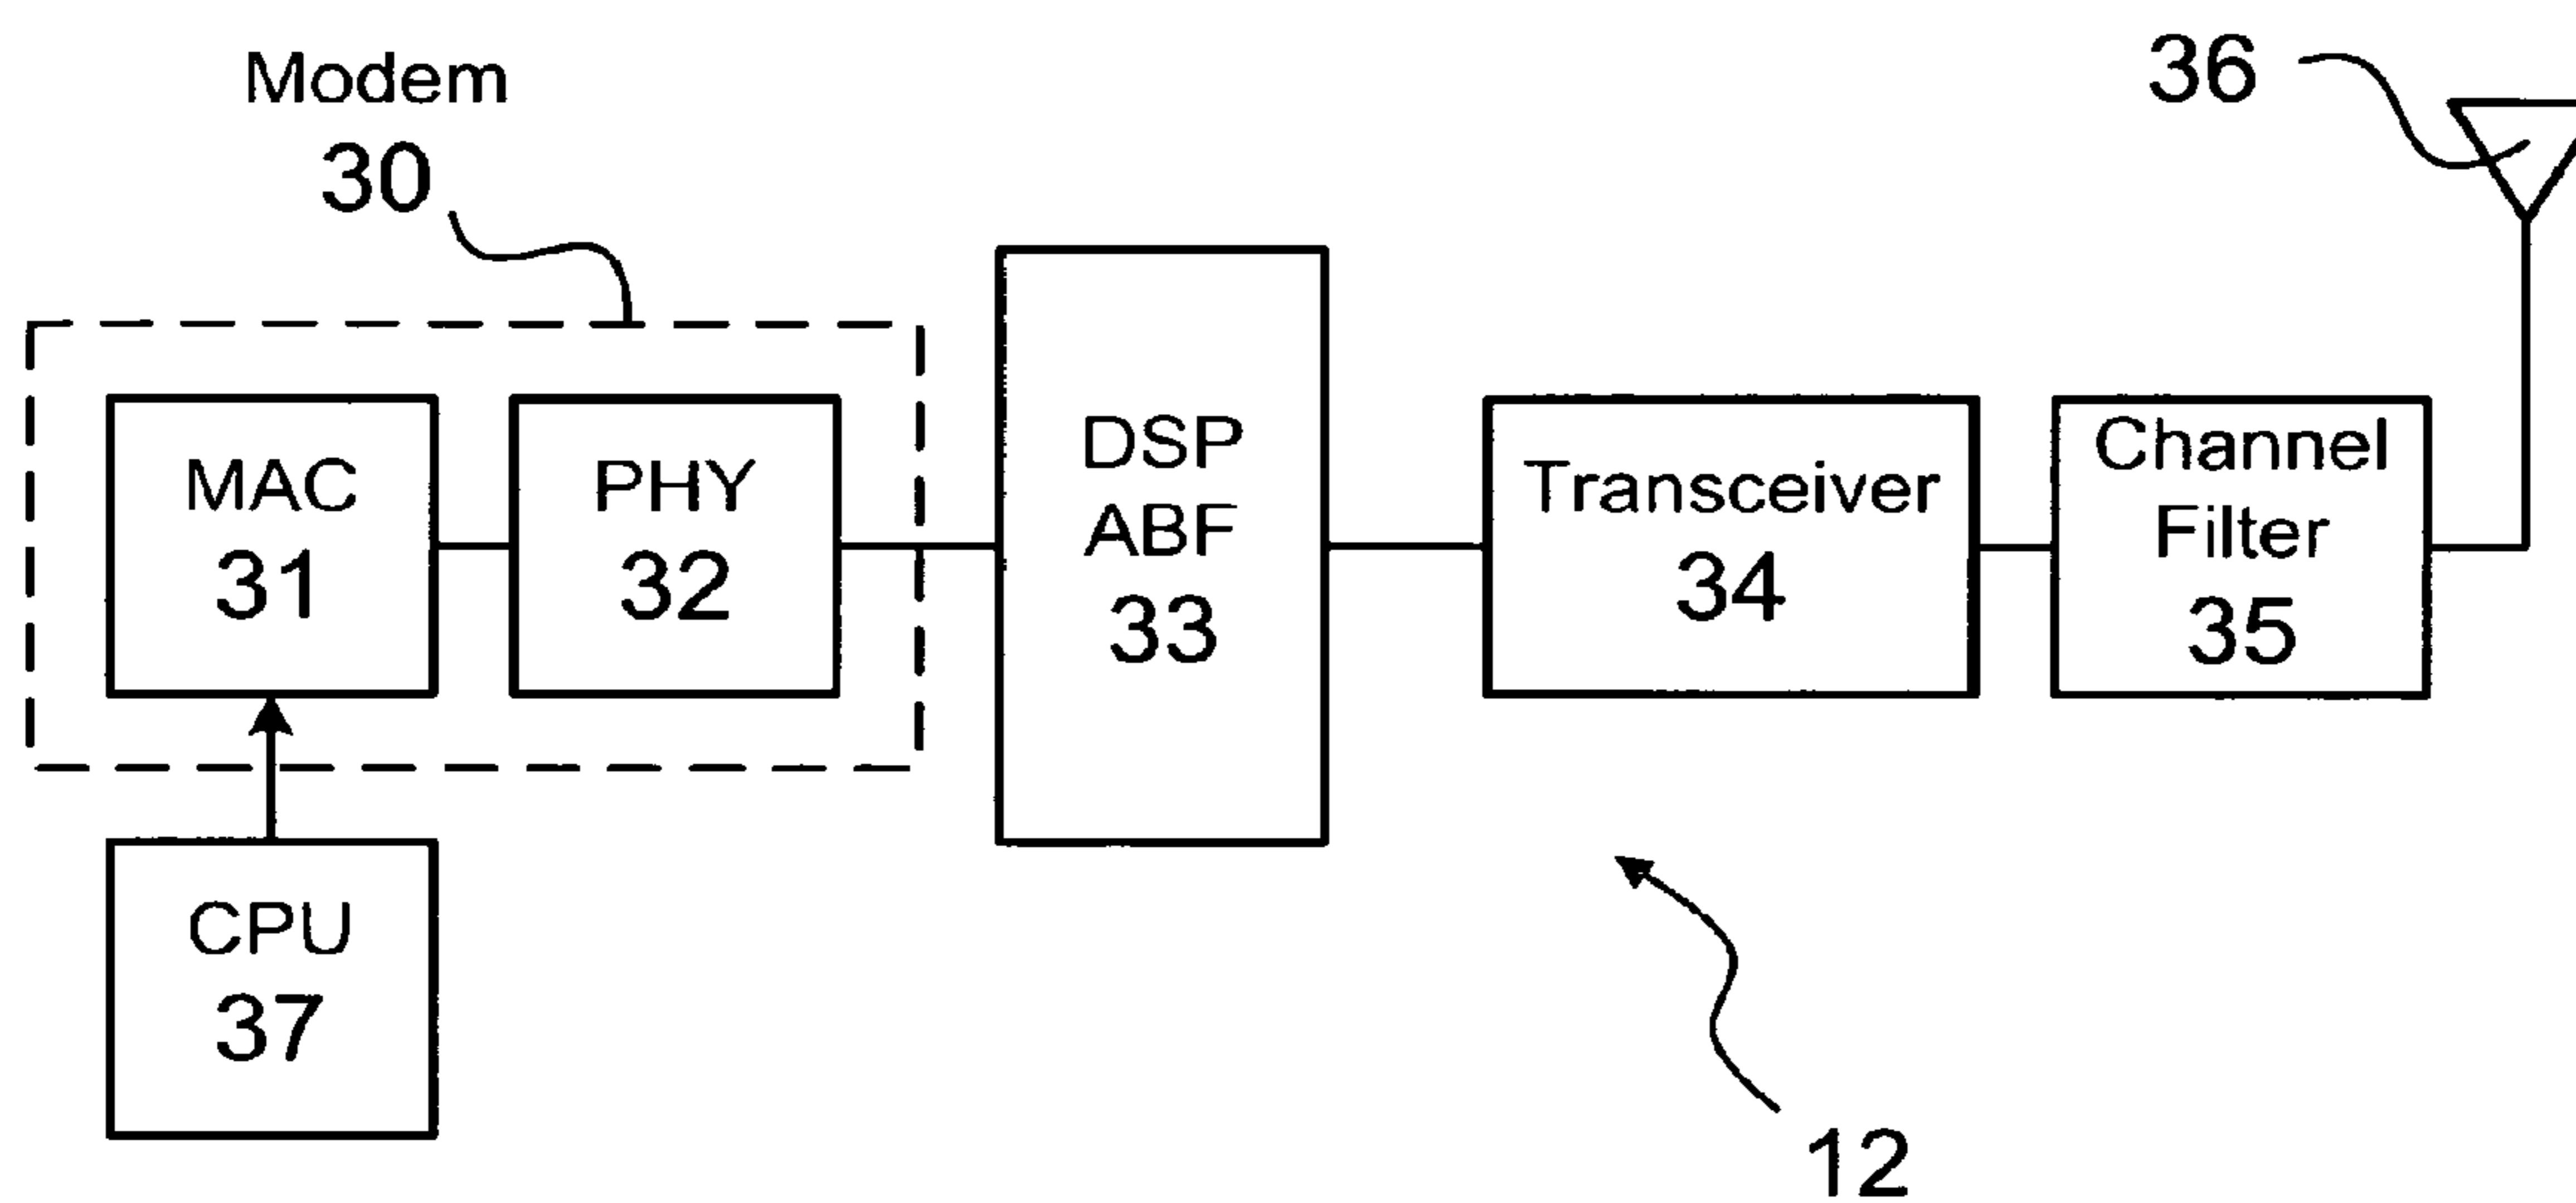 Modem
30
36
MAC
31
PHY
32
DSP
ABF
33
Transceiver
34
Channel
Filter
35
CPU
37
12